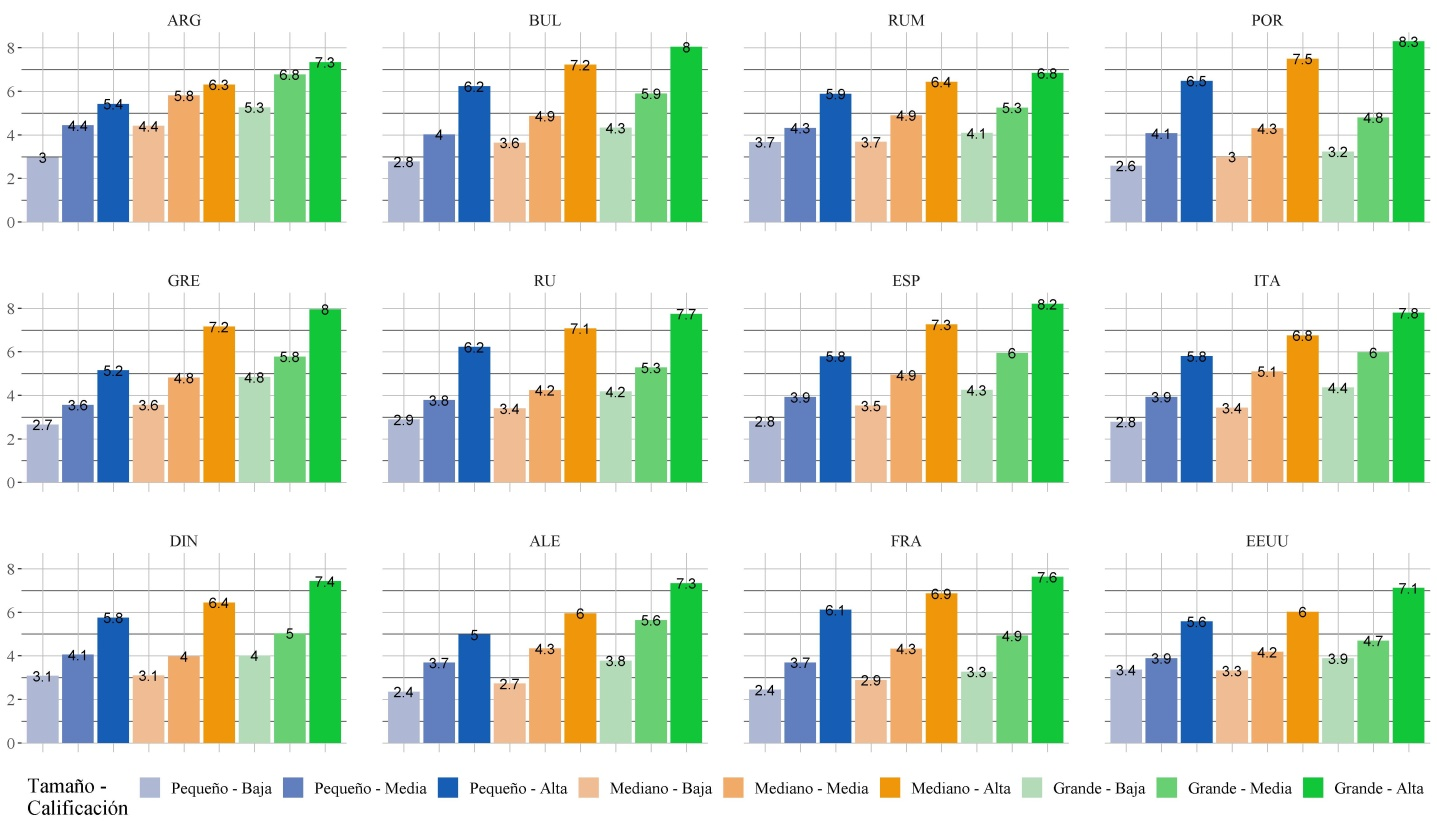 ARG BUL RUM POR
8
6
4
2
0
3 4.4 5.4 4.4 5.8 6.3 5.3 6.8 7.3
2.8 4 6.2 3.6 4.9 7.2 4.3 5.9 8
3.7 4.3 5.9 3.7 4.9 6.4 4.1 5.3 6.8
2.6 4.1 6.5 3 4.3 7.5 3.2 4.8 8.3
GRE RU ESP ITA
8
6
4
2
0
2.7 3.6 5.2 3.6 4.8 7.2 4.8 5.8 8
2.9 3.8 6.2 3.4 4.2 7.1 4.2 5.3 7.7
2.8 3.9 5.8 3.5 4.9 7.3 4.3 6 8.2
2.8 3.9 5.8 3.4 5.1 6.8 4.4 6 7.8
DIN ALE FRA EEUU
8
6
4
2
0
3.1 4.1 5.8 3.1 4 6.4 4 5 7.4
2.4 3.7 5 2.7 4.3 6 3.8 5.6 7.3
2.4 3.7 6.1 2.9 4.3 6.9 3.3 4.9 7.6
3.4 3.9 5.6 3.3 4.2 6 3.9 4.7 7.1
Tamaño -
Calificación
Pequeño - Baja Pequeño - Media Pequeño - Alta Mediano - Baja Mediano - Media Mediano - Alta Grande - Baja Grande - Media Grande - Alta